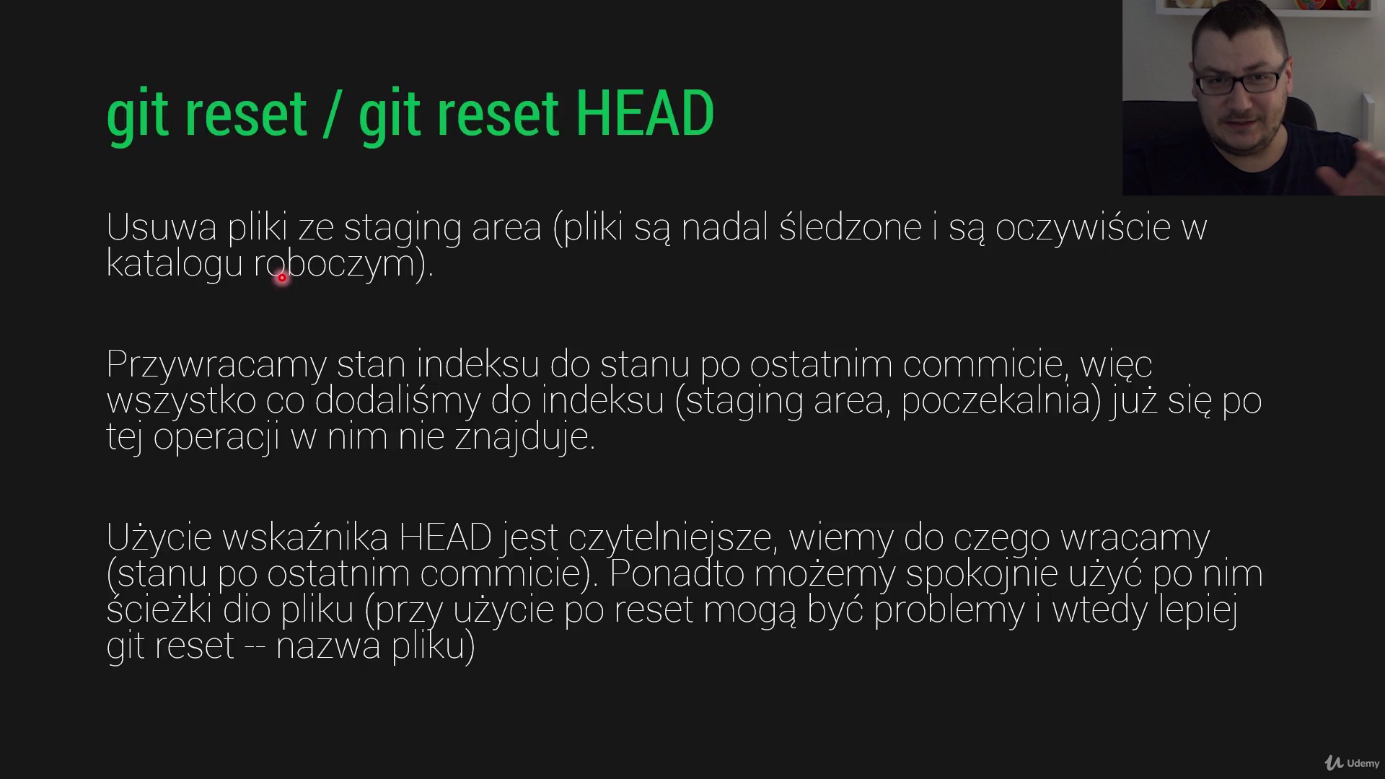 git reset / git reset HEAD
Usuwa pliki ze staging area (pliki są nadal śledzone i są oczywiście w
katalogu roboczym).
Przywracamy stan indeksu do stanu po ostatnim commicie, więc
wszystko co dodaliśmy do indeksu (staging area, poczekalnia) już się po
tej operacji w nim nie znajduje.
Użycie wskaźnika HEAD jest czytelniejsze, wiemy do czego wracamy
(stanu po ostatnim commicie). Ponadto możemy spokojnie użyć po nim
ścieżki dio pliku (przy użycie po reset mogą być problemy i wtedy lepiej
git reset -- nazwa pliku)
Udemy